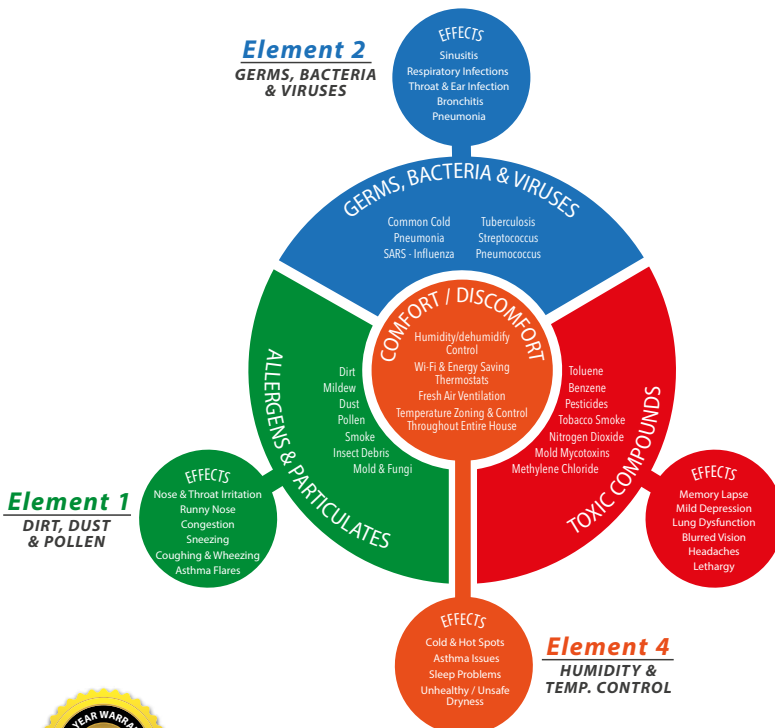 Element 2
GERMS, BACTERIA
& VIRUSES
EFFECTS
Sinusitis
Respiratory Infections
Throat & Ear Infection
Bronchitis
Pneumonia
GERMS, BACTERIA & VIRUSES
Common Cold
Pneumonia
SARS - Influenza
Tuberculosis
Streptococcus
Pneumococcus
COMFORT / DISCOMFORT
Humidity/dehumidify
Control
Wi-Fi & Energy Saving
Thermostats
Fresh Air Ventilation
Temperature Zoning & Control
Throughout Entire House
ALLERGENS & PARTICULATES
Dirt
Mildew
Dust
Pollen
Smoke
Insect Debris
Mold & Fungi
TOXIC COMPOUNDS
Toluene
Benzene
Pesticides
Tobacco Smoke
Nitrogen Dioxide
Mold Mycotoxins
Methylene Chloride
Element 1
DIRT, DUST
& POLLEN
EFFECTS
Nose & Throat Irritation
Runny Nose
Congestion
Sneezing
Coughing & Wheezing
Asthma Flares
EFFECTS
Memory Lapse
Mild Depression
Lung Dysfunction
Blurred Vision
Headaches
Lethargy
EFFECTS
Cold & Hot Spots
Asthma Issues
Sleep Problems
Unhealthy / Unsafe
Dryness
Element 4
HUMIDITY &
TEMP. CONTROL
YEAR